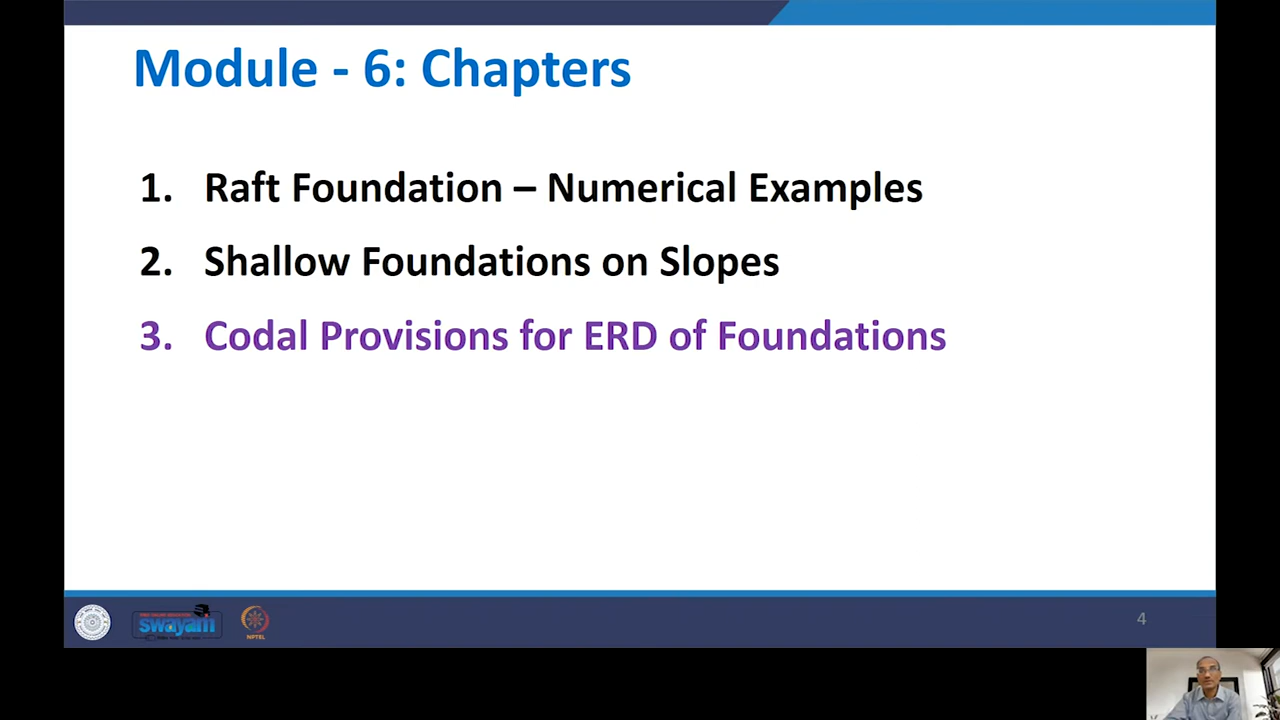 Module - 6: Chapters
1. Raft Foundation – Numerical Examples
2. Shallow Foundations on Slopes
3. Codal Provisions for ERD of Foundations
swayam
NPTEL
4